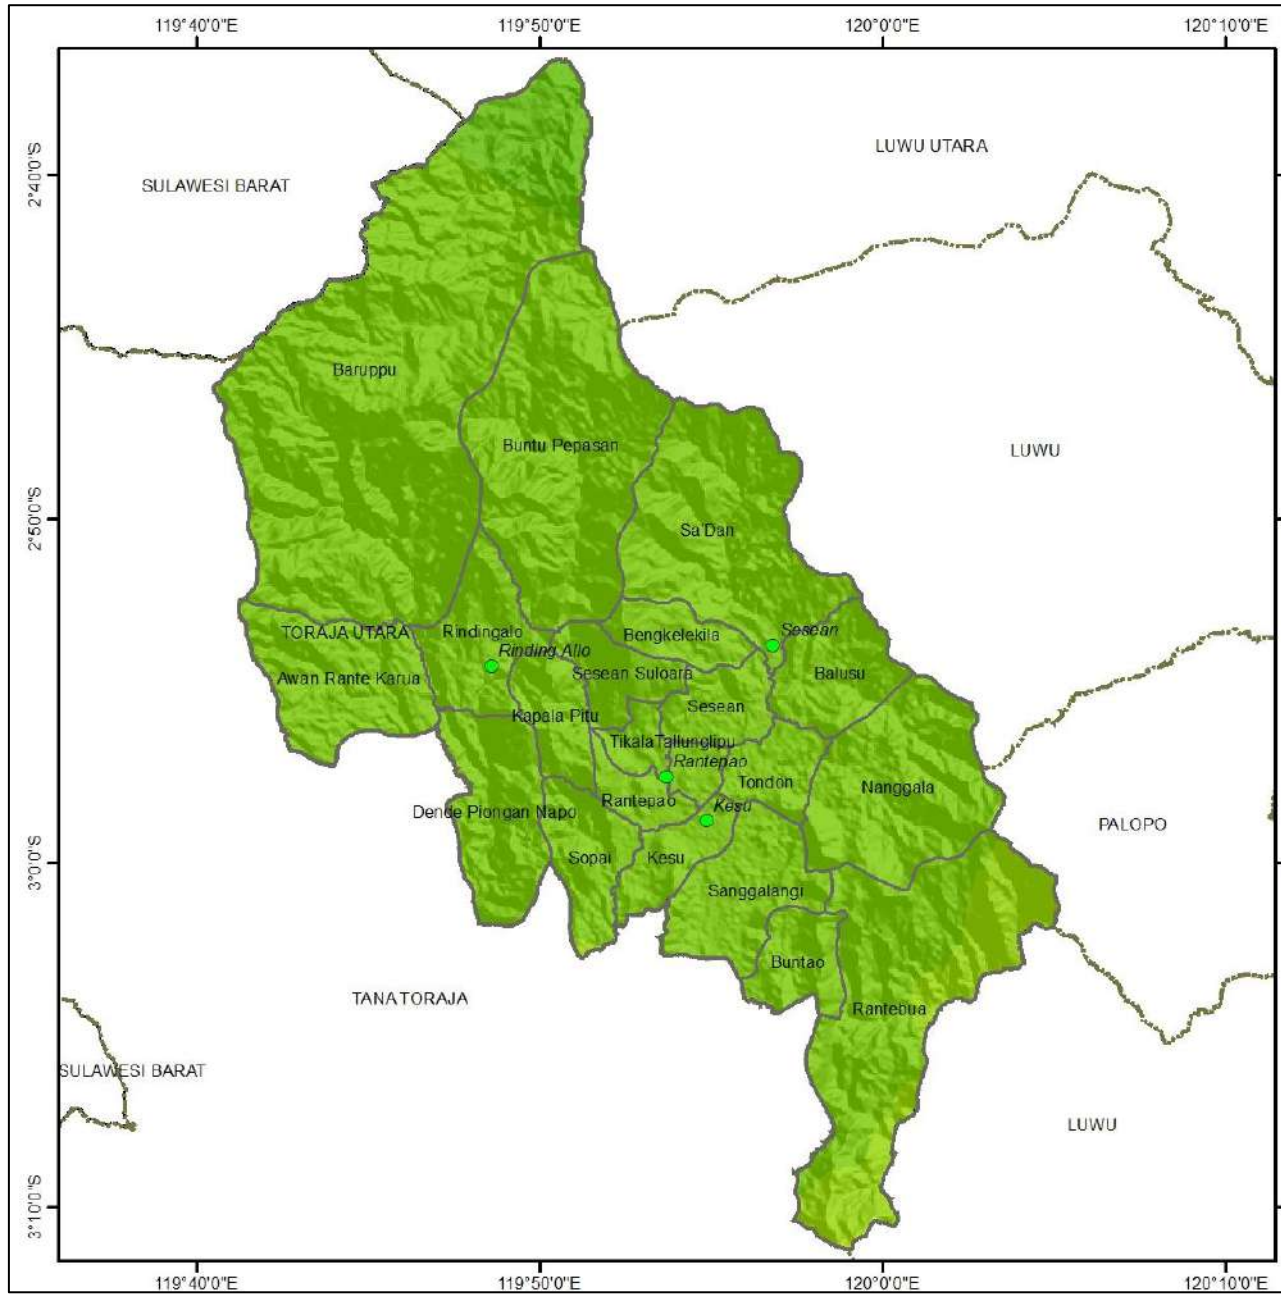 119°40'0"E
119°50'0"E
120°0'0"E
120°10'0"E
2°40'0"S
2°50'0"S
3°0'0"S
3°10'0"S
LUWU UTARA
SULAWESI BARAT
Baruppu
Buntu Pepasan
LUWU
Sa'Dan
TORAJA UTARA
Rindingalo
Bengkelekila
Sesean
Rinding Allo
Awan Rante Karua
Sesean Suloara
Balusu
Kapala Pitu
Sesean
Tikala
Tallunglipu
Rantepao
Tondon
Nanggala
Dende Piongan Napo
Rantepao
Kesu
PALOPO
Sopai
Kesu
Sanggalangi
Buntao
TANA TORAJA
Rantebua
SULAWESI BARAT
LUWU
119°40'0"E
119°50'0"E
120°0'0"E
120°10'0"E